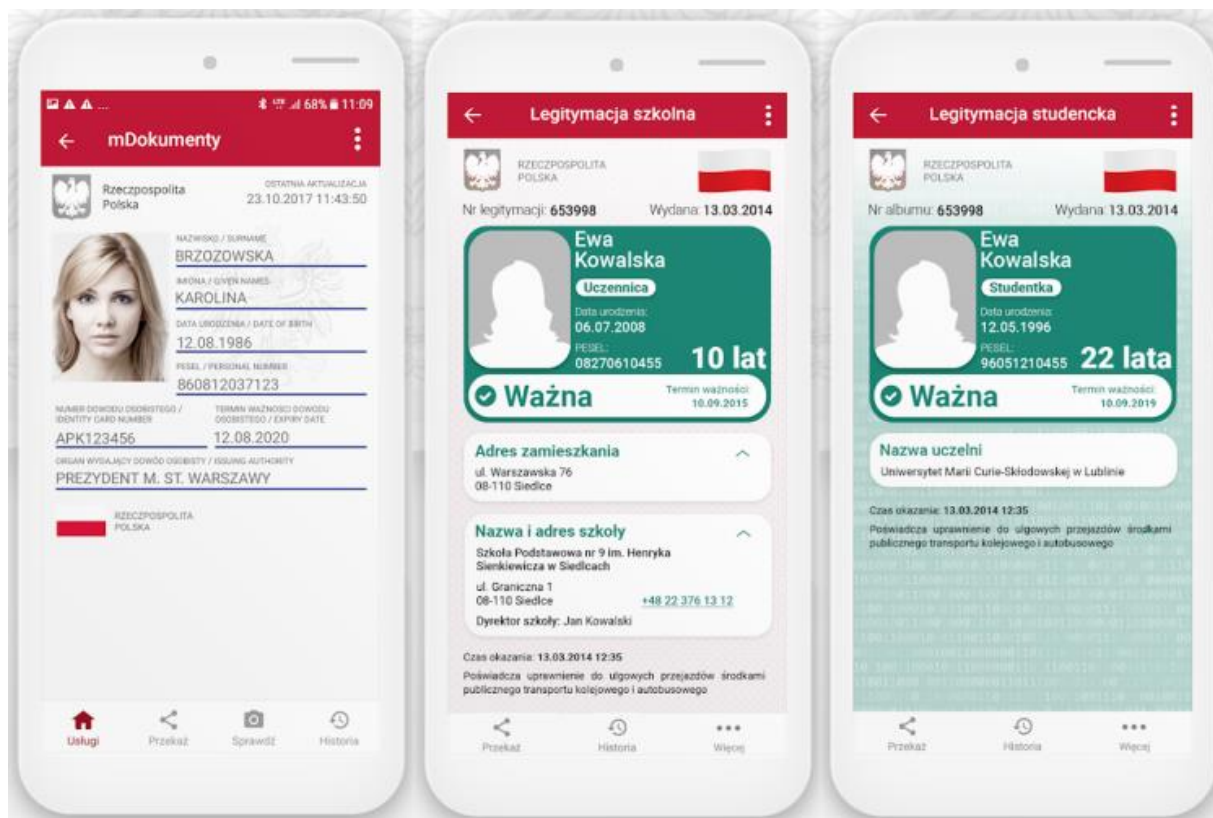 ... 68% 11:09
mDokumenty
Rzeczpospolita
Polska
OSTATNIA AKTUALIZACJA
23.10.2017 11:43:50
NAZWISKO / SURNAME
BRZOZOWSKA
IMIONA / GIVEN NAMES
KAROLINA
DATA URODZENIA / DATE OF BIRTH
12.08.1986
PESEL / PERSONAL NUMBER
860812037123
NUMER DOWODU OSOBISTEGO /
IDENTITY CARD NUMBER
APK123456
TERMIN WAŻNOŚCI DOWODU
OSOBISTEGO / EXPIRY DATE
12.08.2020
ORGAN WYDAJĄCY DOWÓD OSOBISTY / ISSUING AUTHORITY
PREZYDENT M. ST. WARSZAWY
RZECZPOSPOLITA
POLSKA
Usługi Przekaż Sprawdź Historia
Legitymacja szkolna
RZECZPOSPOLITA
POLSKA
Nr legitymacji: 653998 Wydana: 13.03.2014
Ewa
Kowalska
Uczennica
Data urodzenia:
06.07.2008
PESEL:
08270610455 10 lat
Ważna
Termin ważności:
10.09.2015
Adres zamieszkania
ul. Warszawska 76
08-110 Siedlce
Nazwa i adres szkoły
Szkoła Podstawowa nr 9 im. Henryka
Sienkiewicza w Siedlcach
ul. Graniczna 1
08-110 Siedlce +48 22 376 13 12
Dyrektor szkoły: Jan Kowalski
Czas okazania: 13.03.2014 12:35
Poświadcza uprawnienie do ulgowych przejazdów środkami
publicznego transportu kolejowego i autobusowego
Przekaż Historia Więcej
Legitymacja studencka
RZECZPOSPOLITA
POLSKA
Nr albumu: 653998 Wydana: 13.03.2014
Ewa
Kowalska
Studentka
Data urodzenia:
12.05.1996
PESEL:
96051210455 22 lata
Ważna
Termin ważności:
10.09.2019
Nazwa uczelni
Uniwersytet Marii Curie-Skłodowskej w Lublinie
Czas okazania: 13.03.2014 12:35
Poświadcza uprawnienie do ulgowych przejazdów środkami
publicznego transportu kolejowego i autobusowego
Przekaż Historia Więcej